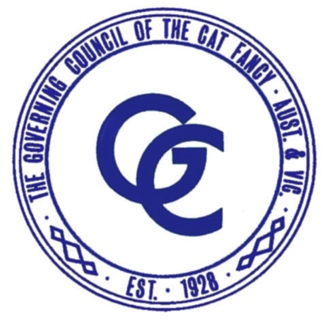 · THE GOVERNING COUNCIL OF THE CAT FANCY · AUST. & VIC. ·
GC
· EST. · 1928 ·